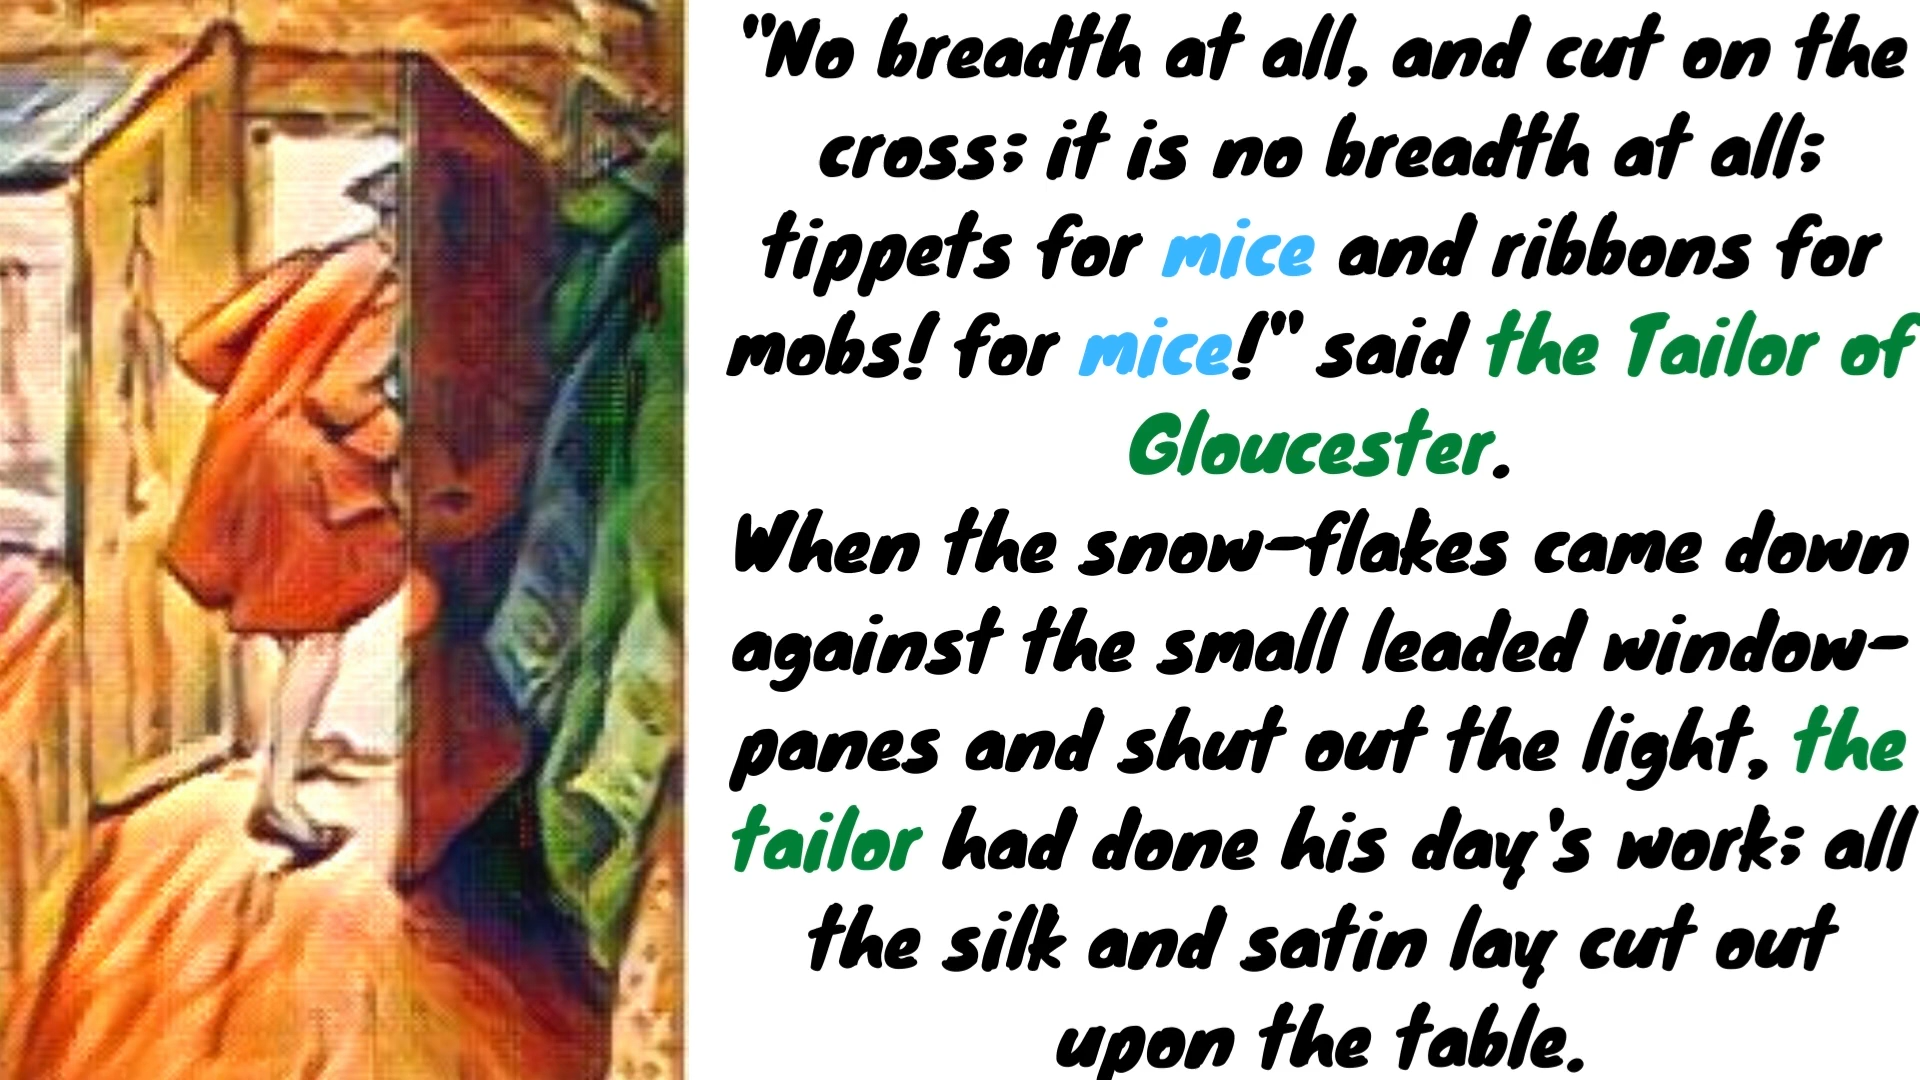 "No breadth at all, and cut on the
cross; it is no breadth at all;
tippets for mice and ribbons for
mobs! for mice!" said the Tailor of
Gloucester.
When the snow-flakes came down
against the small leaded window-
panes and shut out the light, the
tailor had done his day's work; all
the silk and satin lay cut out
upon the table.